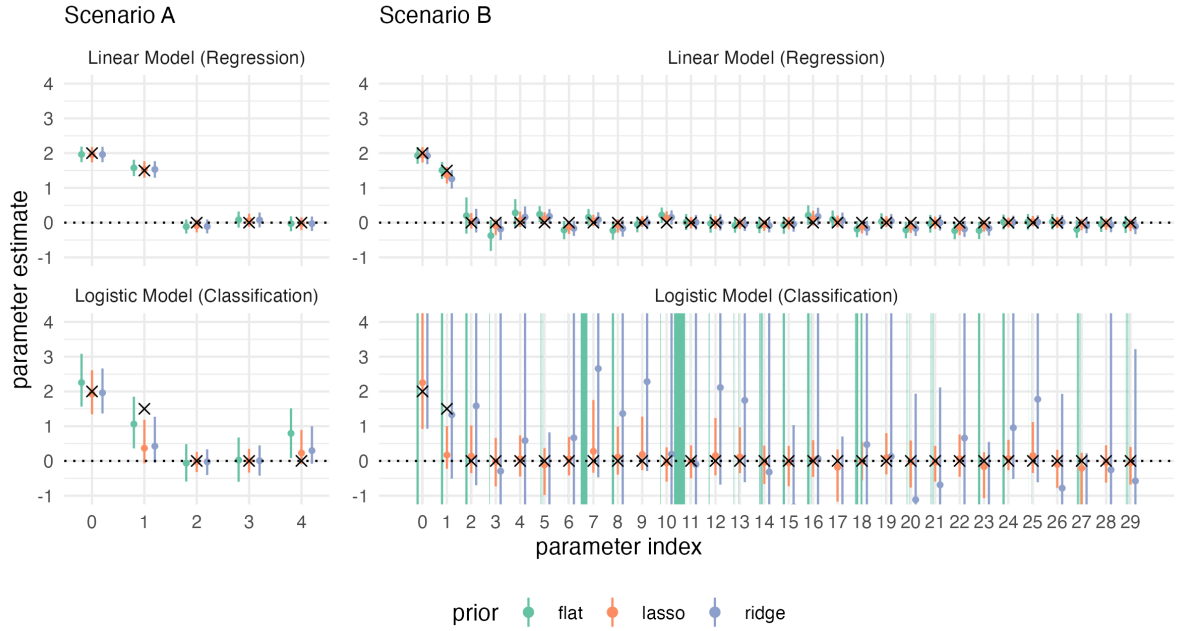 Scenario A
Scenario B
Linear Model (Regression)
Linear Model (Regression)
4
3
2
1
0
-1
4
3
2
1
0
-1
parameter estimate
Logistic Model (Classification)
Logistic Model (Classification)
4
3
2
1
0
-1
4
3
2
1
0
-1
0 1 2 3 4
0 1 2 3 4 5 6 7 8 9 10 11 12 13 14 15 16 17 18 19 20 21 22 23 24 25 26 27 28 29
parameter index
prior flat lasso ridge